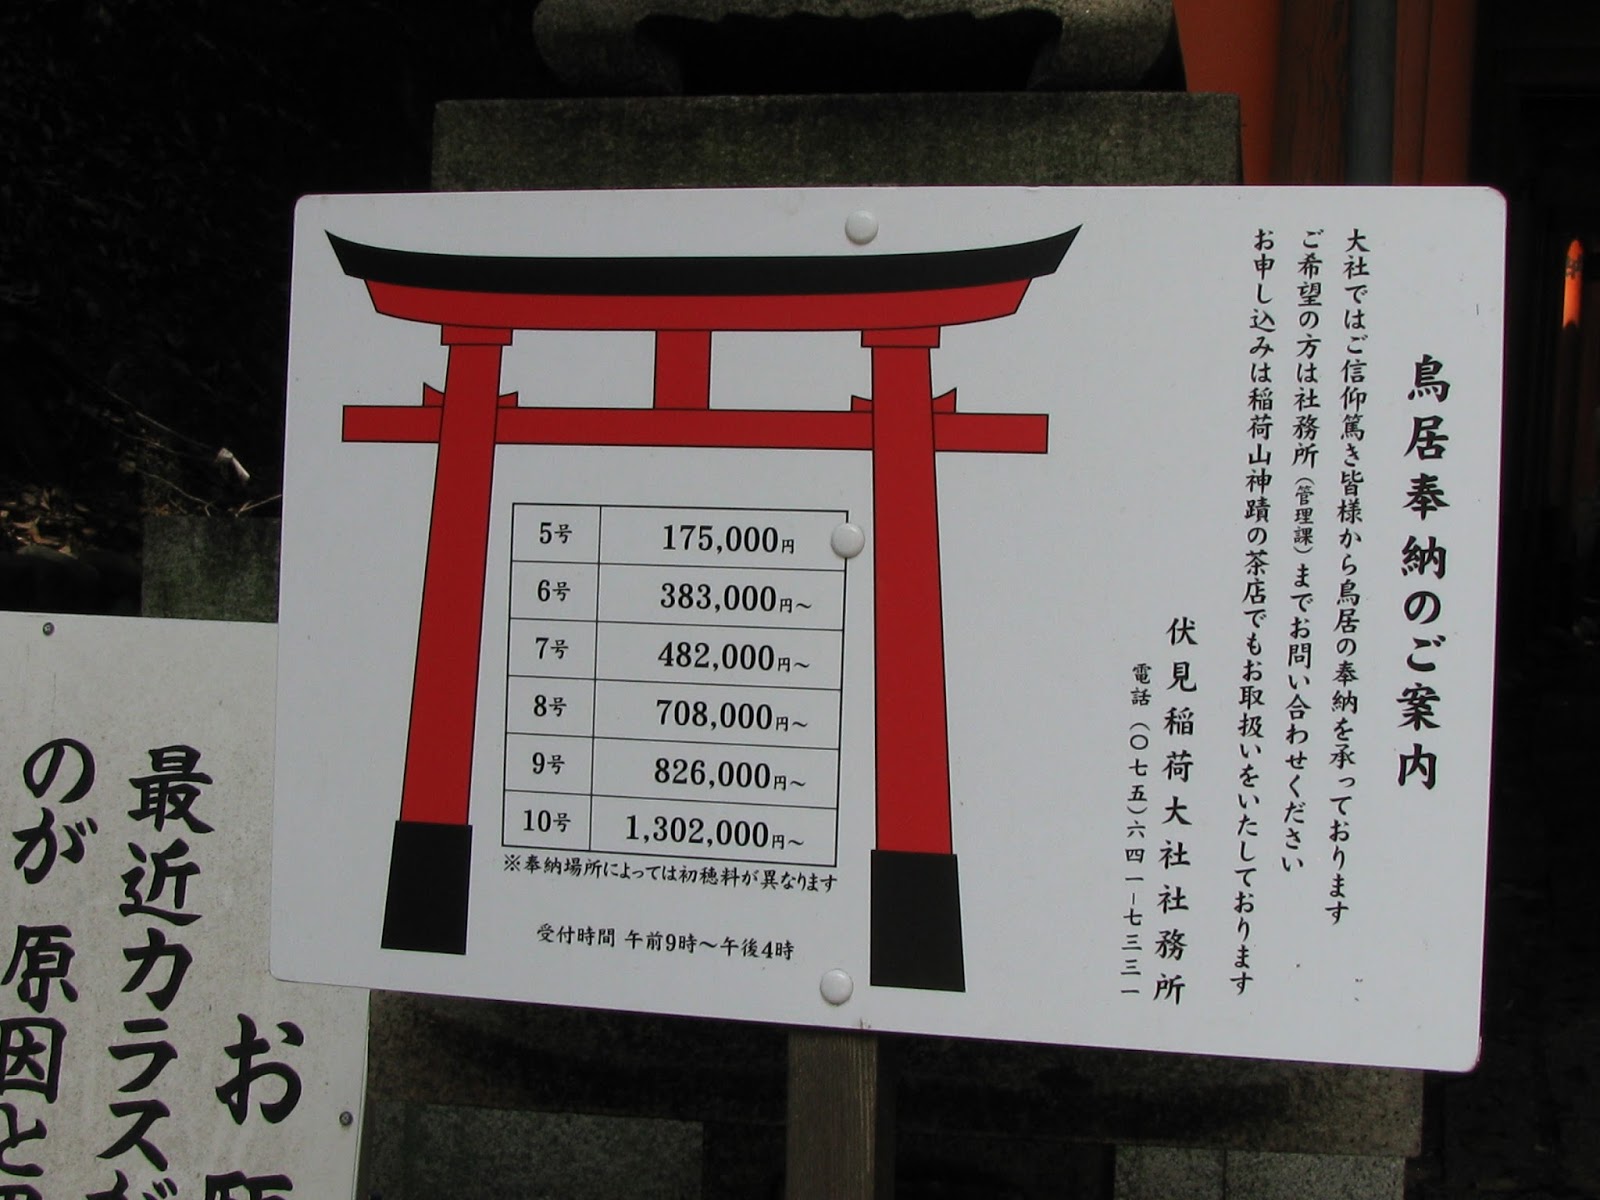 鳥居奉納のご案内
大社ではご信仰篤き皆様から鳥居の奉納を承っております
ご希望の方は社務所(管理課)までお問い合わせください
お申し込みは稲荷山神蹟の茶店でもお取扱いをいたしております
伏見稲荷大社社務所
電話(〇七五)六四一-七三三一
5号 175,000円
6号 383,000円~
7号 482,000円~
8号 708,000円~
9号 826,000円~
10号 1,302,000円~
※奉納場所によっては初穂料が異なります
受付時間 午前9時~午後4時
お
最近カラスが
のが 原因と